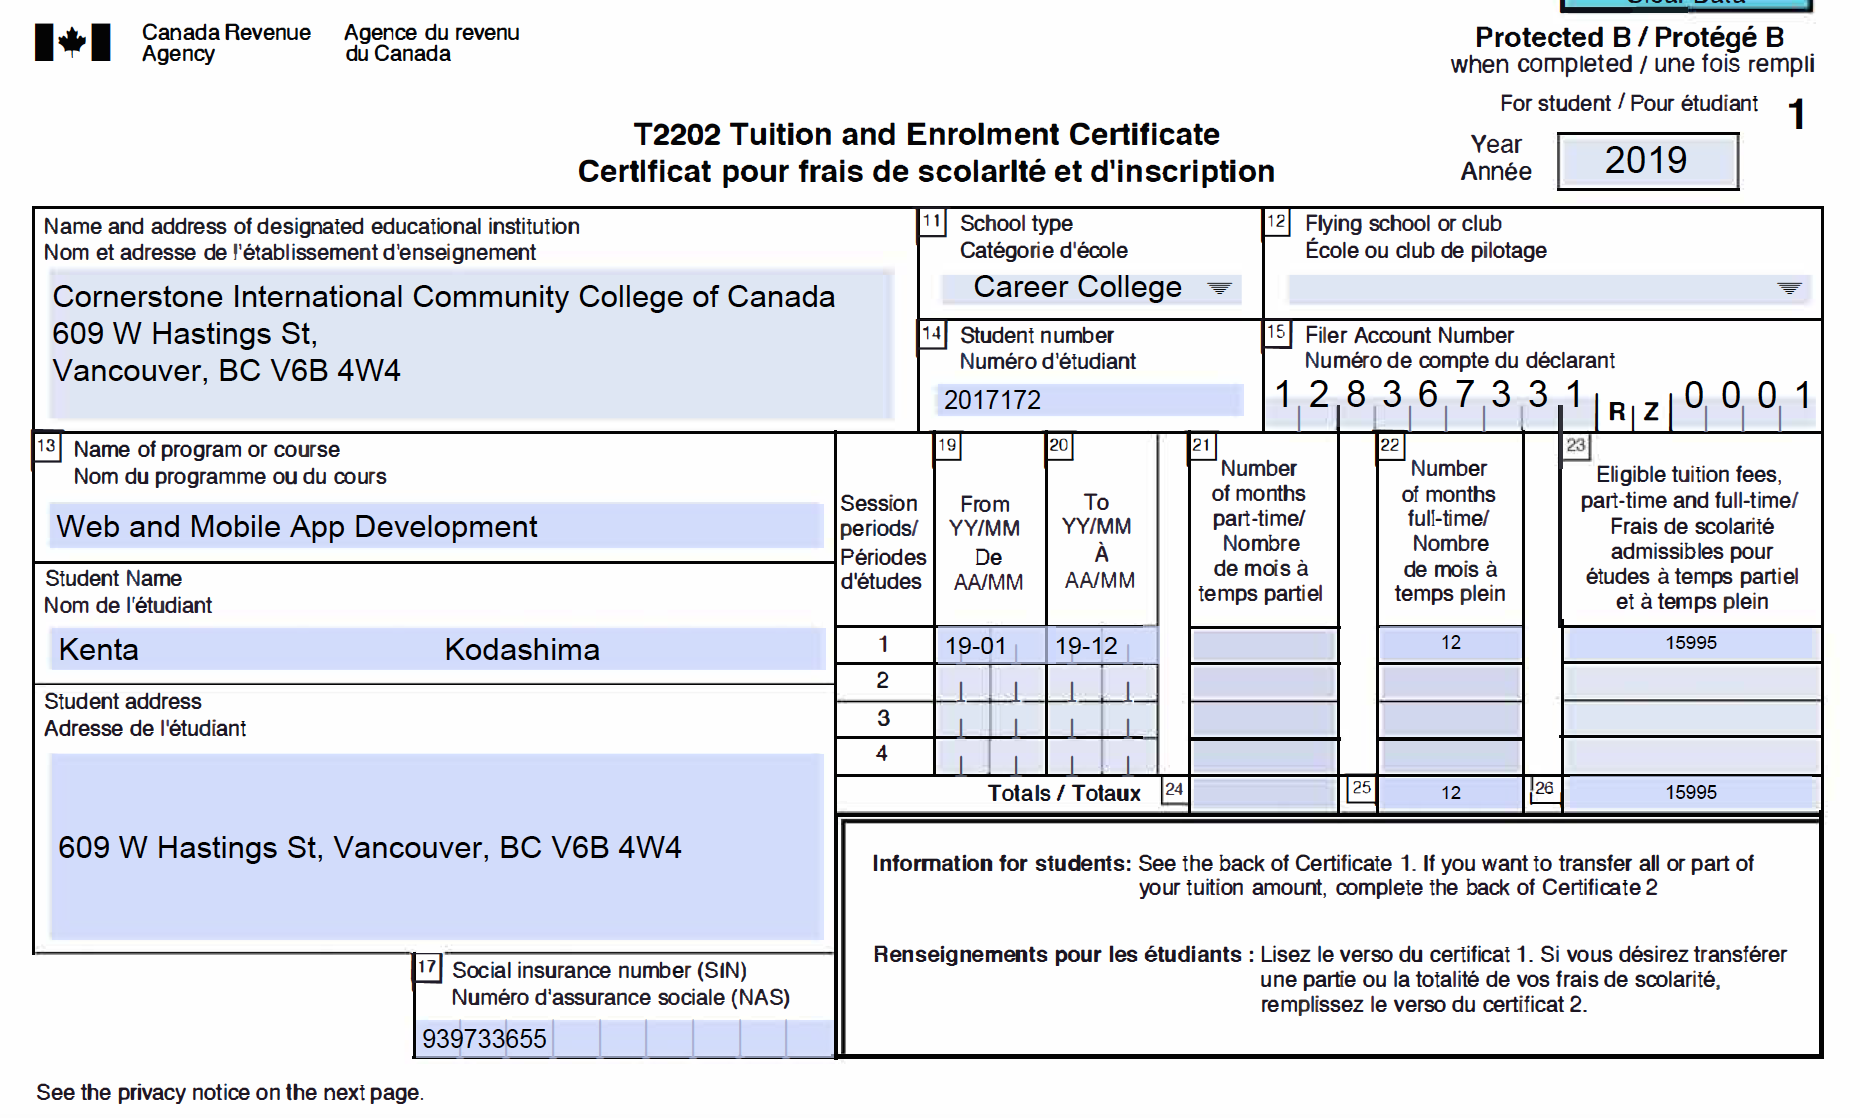 Clear Data
Canada Revenue Agency
Agence du revenu du Canada
Protected B / Protégé B
when completed / une fois rempli
For student / Pour étudiant 1
T2202 Tuition and Enrolment Certificate
Certificat pour frais de scolarité et d'inscription
Year
Année
2019
Name and address of designated educational institution
Nom et adresse de l'établissement d'enseignement
Cornerstone International Community College of Canada
609 W Hastings St,
Vancouver, BC V6B 4W4
11 School type
Catégorie d'école
Career College
12 Flying school or club
École ou club de pilotage
14 Student number
Numéro d'étudiant
2017172
15 Filer Account Number
Numéro de compte du déclarant
1 2 8 3 6 7 3 3 1 R Z 0 0 0 1
13 Name of program or course
Nom du programme ou du cours
Web and Mobile App Development
Student Name
Nom de l'étudiant
Kenta Kodashima
Student address
Adresse de l'étudiant
609 W Hastings St, Vancouver, BC V6B 4W4
17 Social insurance number (SIN)
Numéro d'assurance sociale (NAS)
939733655
Session
periods/
Périodes
d'études
19
From
YY/MM
De
AA/MM
20
To
YY/MM
À
AA/MM
21
Number
of months
part-time/
Nombre
de mois à
temps partiel
22
Number
of months
full-time/
Nombre
de mois à
temps plein
23
Eligible tuition fees,
part-time and full-time/
Frais de scolarité
admissibles pour
études à temps partiel
et à temps plein
1 19-01 19-12 12 15995
2
3
4
Totals / Totaux 24 25 12 26 15995
Information for students: See the back of Certificate 1. If you want to transfer all or part of
your tuition amount, complete the back of Certificate 2
Renseignements pour les étudiants : Lisez le verso du certificat 1. Si vous désirez transférer
une partie ou la totalité de vos frais de scolarité,
remplissez le verso du certificat 2.
See the privacy notice on the next page.